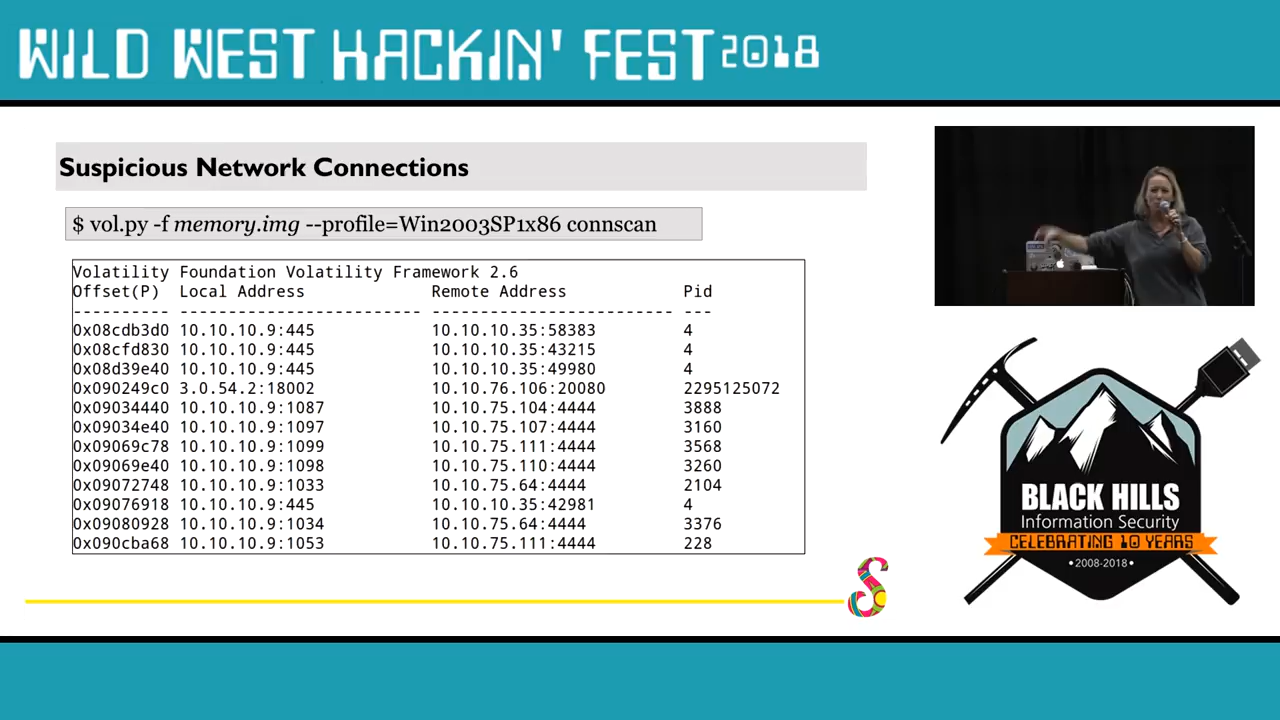 WILD WEST HACKIN' FEST 2018
Suspicious Network Connections
$ vol.py -f memory.img --profile=Win2003SP1x86 connscan
Volatility Foundation Volatility Framework 2.6
Offset(P)  Local Address             Remote Address            Pid
---------- ------------------------- ------------------------- ---
0x08cdb3d0 10.10.10.9:445            10.10.10.35:58383         4
0x08cfd830 10.10.10.9:445            10.10.10.35:43215         4
0x08d39e40 10.10.10.9:445            10.10.10.35:49980         4
0x090249c0 3.0.54.2:18002            10.10.76.106:20080        2295125072
0x09034440 10.10.10.9:1087           10.10.75.104:4444         3888
0x09034e40 10.10.10.9:1097           10.10.75.107:4444         3160
0x09069c78 10.10.10.9:1099           10.10.75.111:4444         3568
0x09069e40 10.10.10.9:1098           10.10.75.110:4444         3260
0x09072748 10.10.10.9:1033           10.10.75.64:4444          2104
0x09076918 10.10.10.9:445            10.10.10.35:42981         4
0x09080928 10.10.10.9:1034           10.10.75.64:4444          3376
0x090cba68 10.10.10.9:1053           10.10.75.111:4444         228
S
BLACK HILLS
Information Security
CELEBRATING 10 YEARS
•2008-2018•